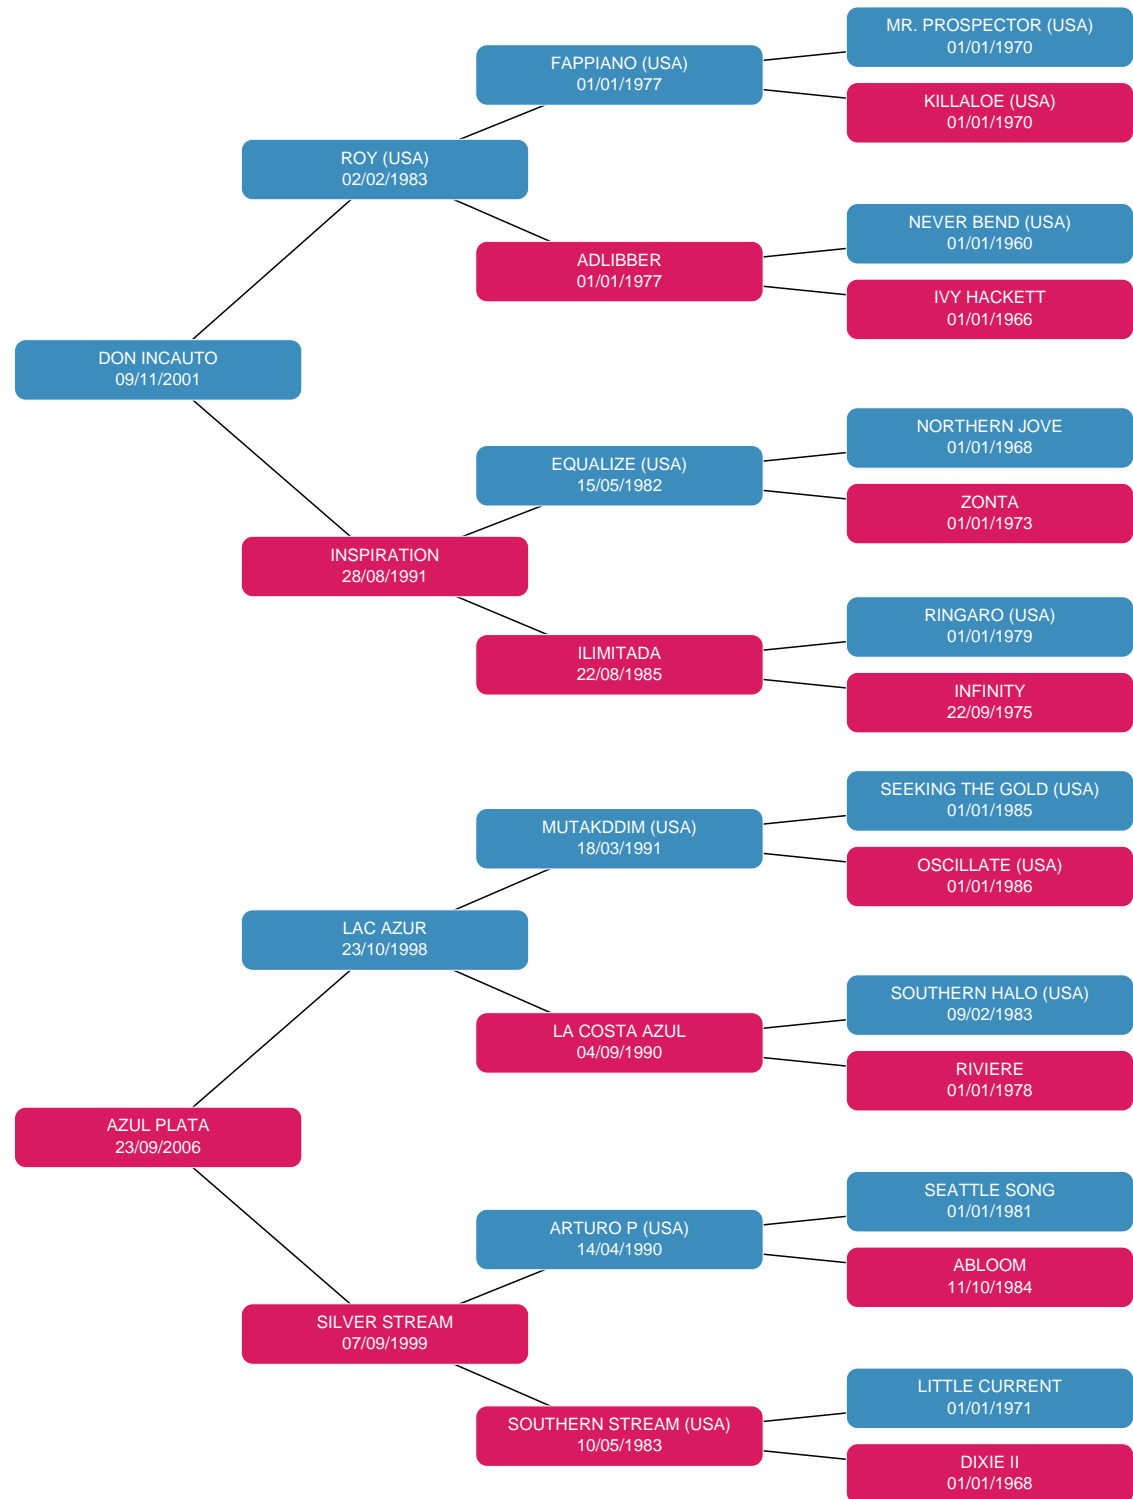 MR. PROSPECTOR (USA)
01/01/1970
FAPPIANO (USA)
01/01/1977
KILLALOE (USA)
01/01/1970
ROY (USA)
02/02/1983
NEVER BEND (USA)
01/01/1960
ADLIBBER
01/01/1977
IVY HACKETT
01/01/1966
DON INCAUTO
09/11/2001
NORTHERN JOVE
01/01/1968
EQUALIZE (USA)
15/05/1982
ZONTA
01/01/1973
INSPIRATION
28/08/1991
RINGARO (USA)
01/01/1979
ILIMITADA
22/08/1985
INFINITY
22/09/1975
SEEKING THE GOLD (USA)
01/01/1985
MUTAKDDIM (USA)
18/03/1991
OSCILLATE (USA)
01/01/1986
LAC AZUR
23/10/1998
SOUTHERN HALO (USA)
09/02/1983
LA COSTA AZUL
04/09/1990
RIVIERE
01/01/1978
AZUL PLATA
23/09/2006
SEATTLE SONG
01/01/1981
ARTURO P (USA)
14/04/1990
ABLOOM
11/10/1984
SILVER STREAM
07/09/1999
LITTLE CURRENT
01/01/1971
SOUTHERN STREAM (USA)
10/05/1983
DIXIE II
01/01/1968